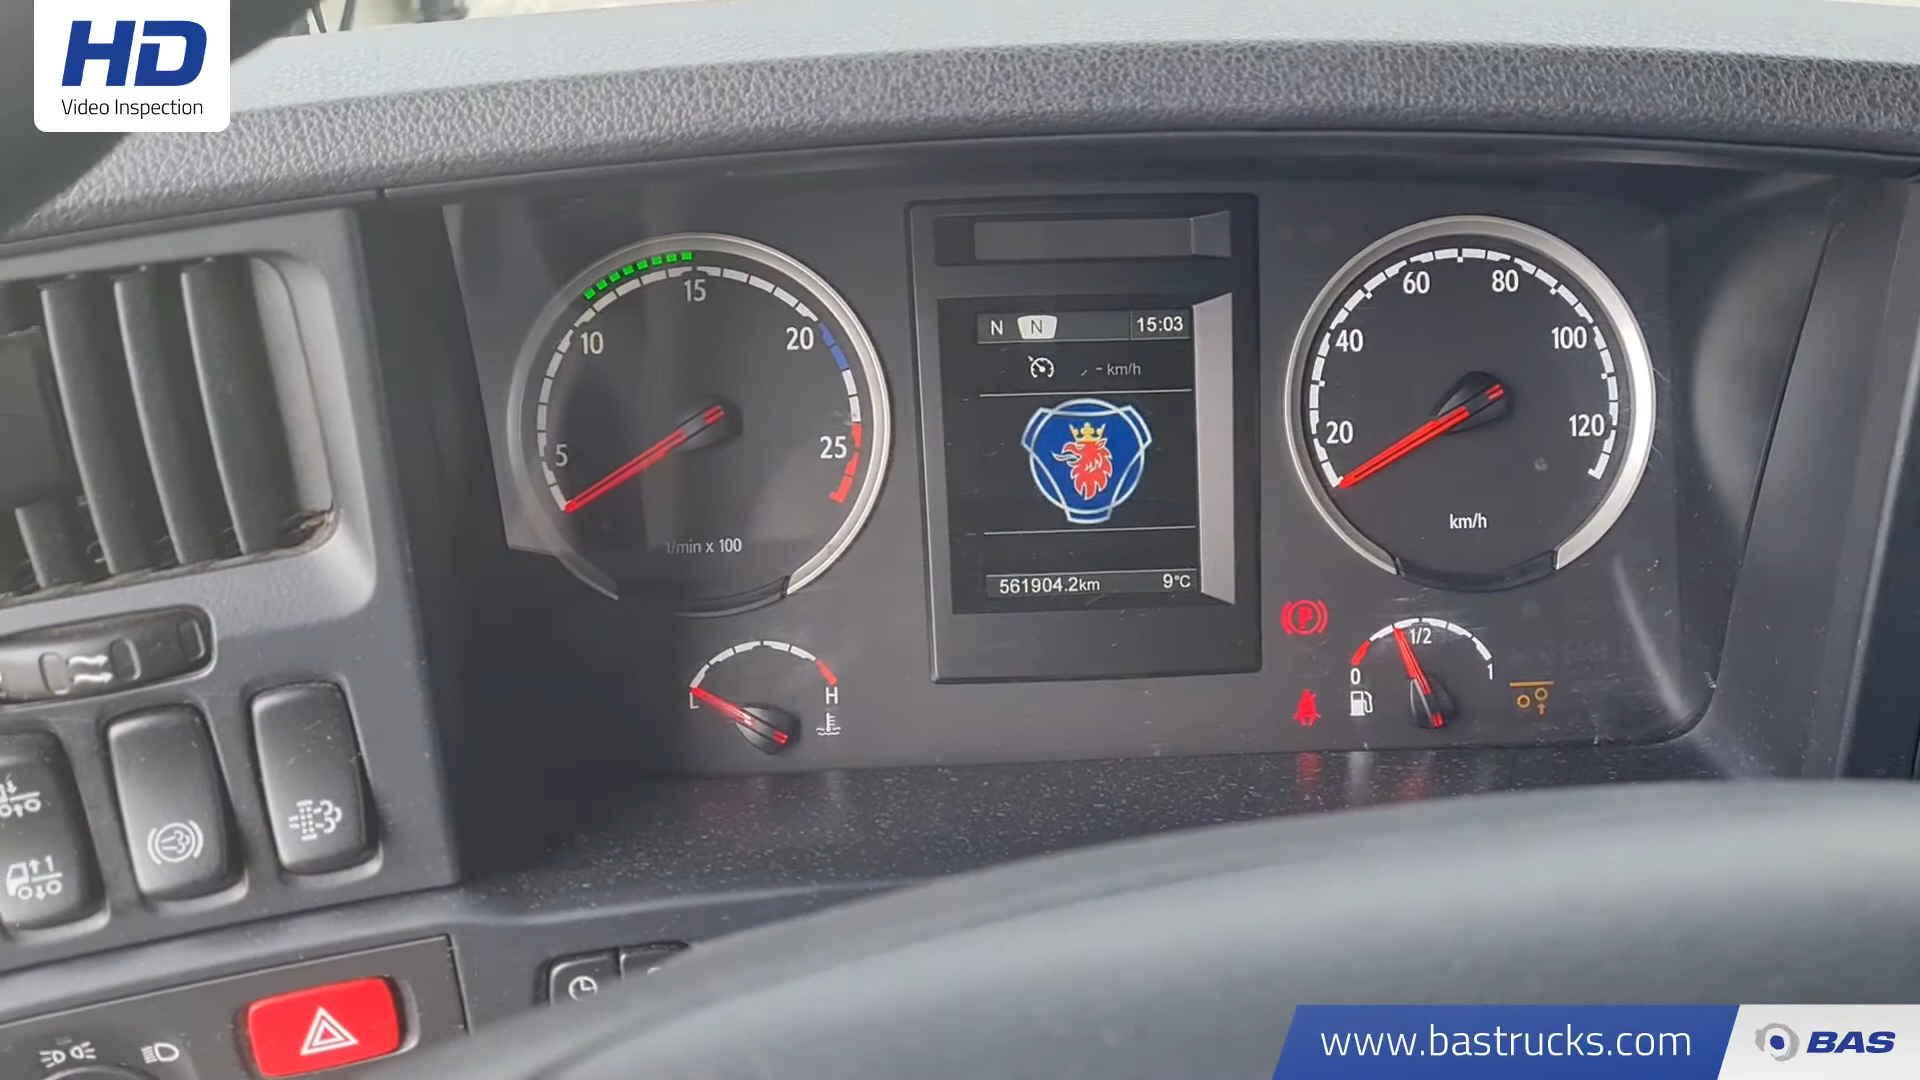 HD
Video Inspection
5
10
15
20
25
1/min x 100
N N 15:03
- km/h
561904.2km 9°C
20
40
60
80
100
120
km/h
L
H
P
0
1/2
1
1
www.bastrucks.com
BAS